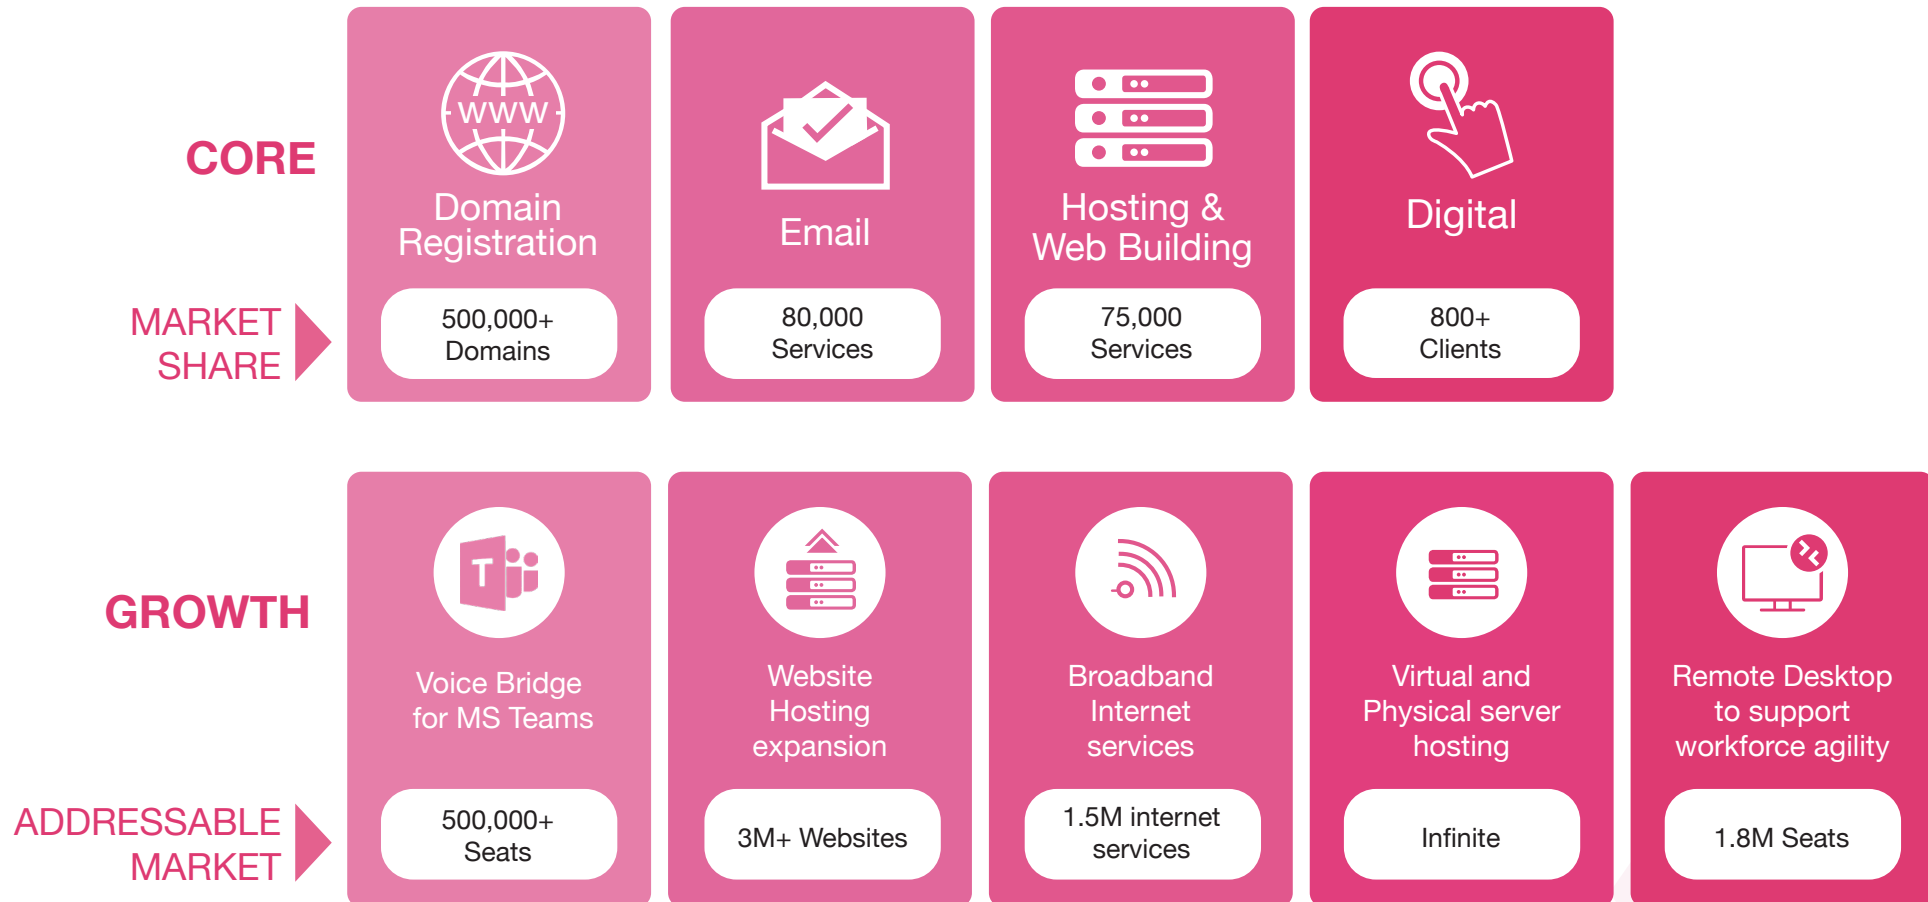 CORE
WWW
Domain
Registration
Email
Hosting &
Web Building
Digital
MARKET
SHARE
500,000+
Domains
80,000
Services
75,000
Services
800+
Clients
GROWTH
T
Voice Bridge
for MS Teams
Website
Hosting
expansion
Broadband
Internet
services
Virtual and
Physical server
hosting
Remote Desktop
to support
workforce agility
ADDRESSABLE
MARKET
500,000+
Seats
3M+ Websites
1.5M internet
services
Infinite
1.8M Seats